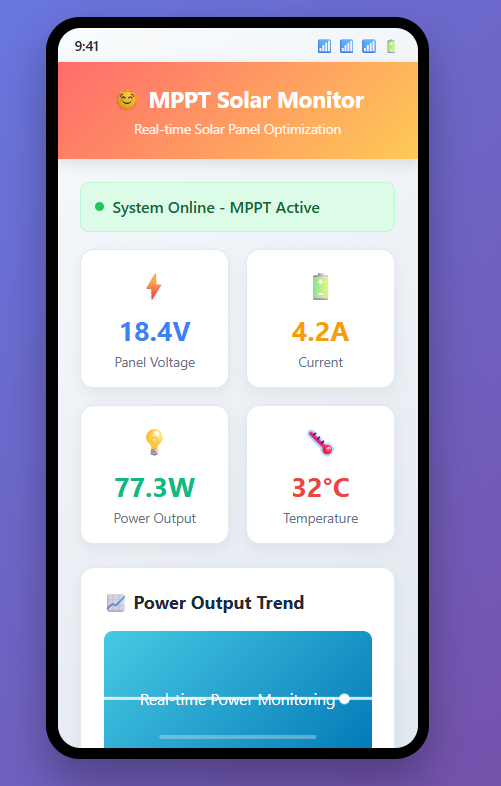 9:41
MPPT Solar Monitor
Real-time Solar Panel Optimization
System Online - MPPT Active
18.4V
Panel Voltage
4.2A
Current
77.3W
Power Output
32°C
Temperature
Power Output Trend
Real-time Power Monitoring